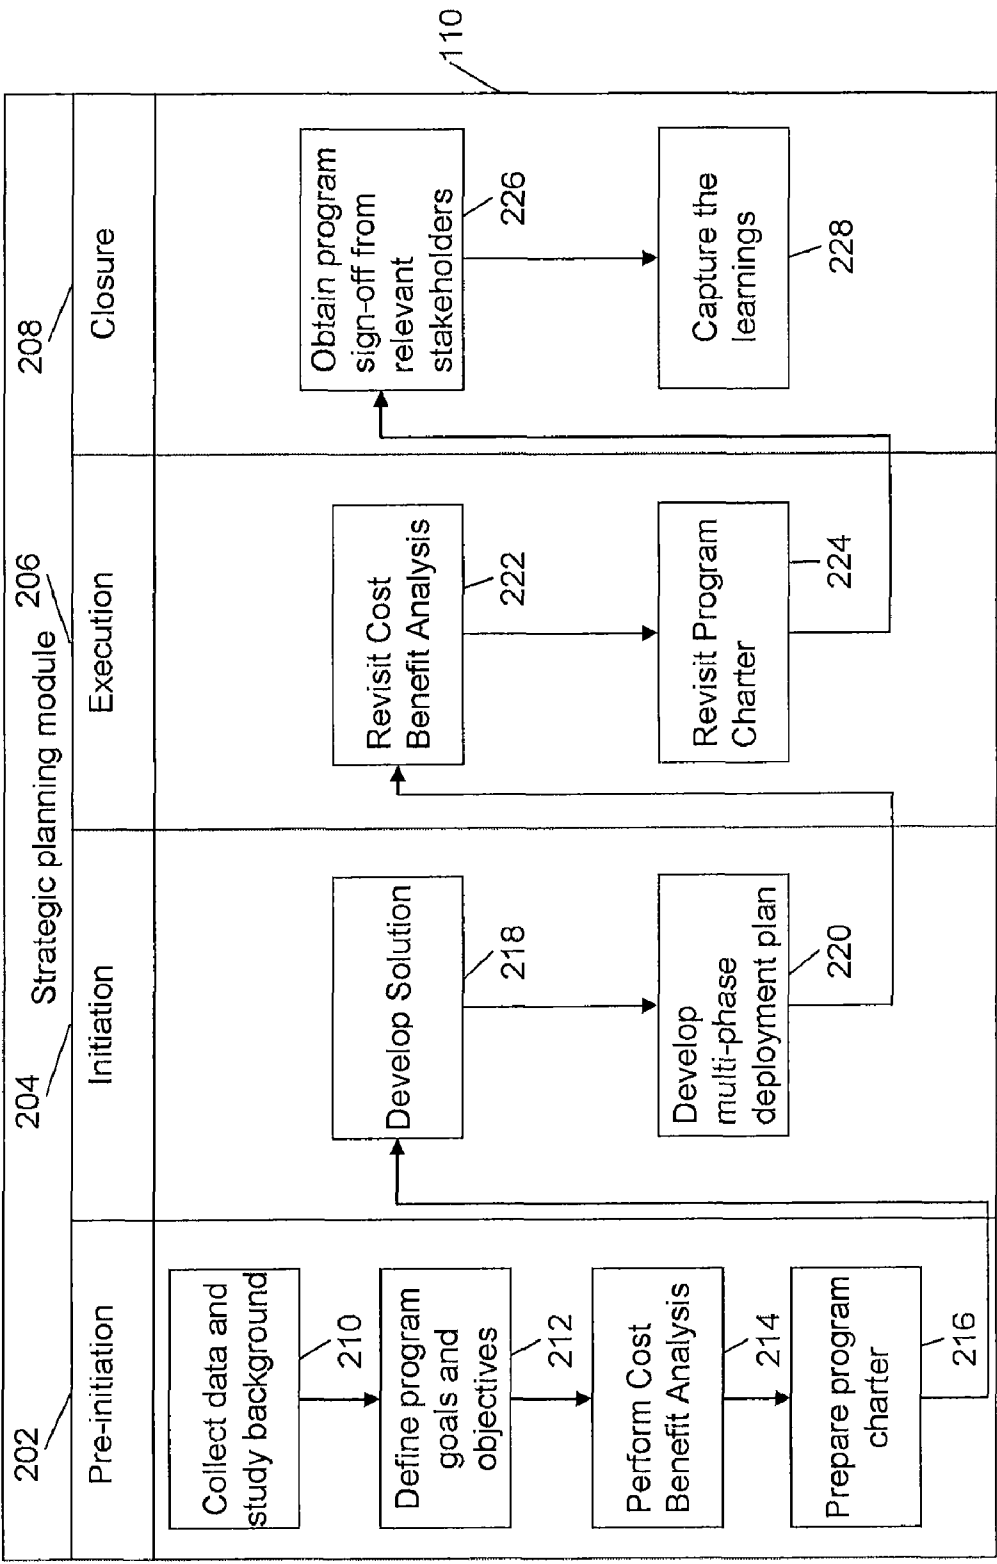 202
204
206
208
Strategic planning module
Pre-initiation
Initiation
Execution
Closure
110
Collect data and
study background
210
Define program
goals and
objectives
212
Perform Cost
Benefit Analysis
214
Prepare program
charter
216
Develop Solution
218
Develop
multi-phase
deployment plan
220
Revisit Cost
Benefit Analysis
222
Revisit Program
Charter
224
Obtain program
sign-off from
relevant
stakeholders
226
Capture the
learnings
228